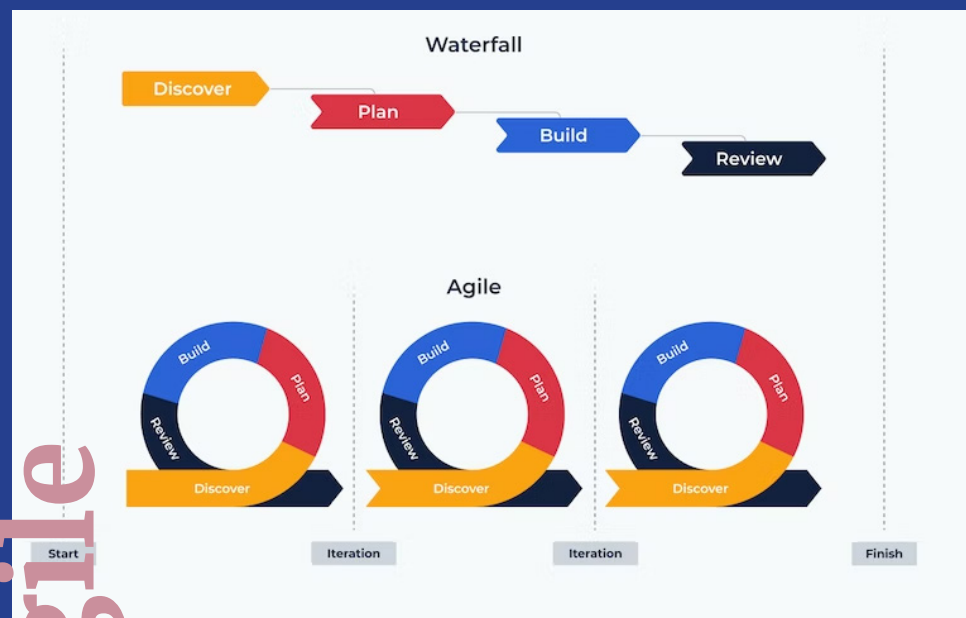 Waterfall
Discover
Plan
Build
Review
Agile
Build
Plan
Review
Discover
Build
Plan
Review
Discover
Build
Plan
Review
Discover
Start
Iteration
Iteration
Finish